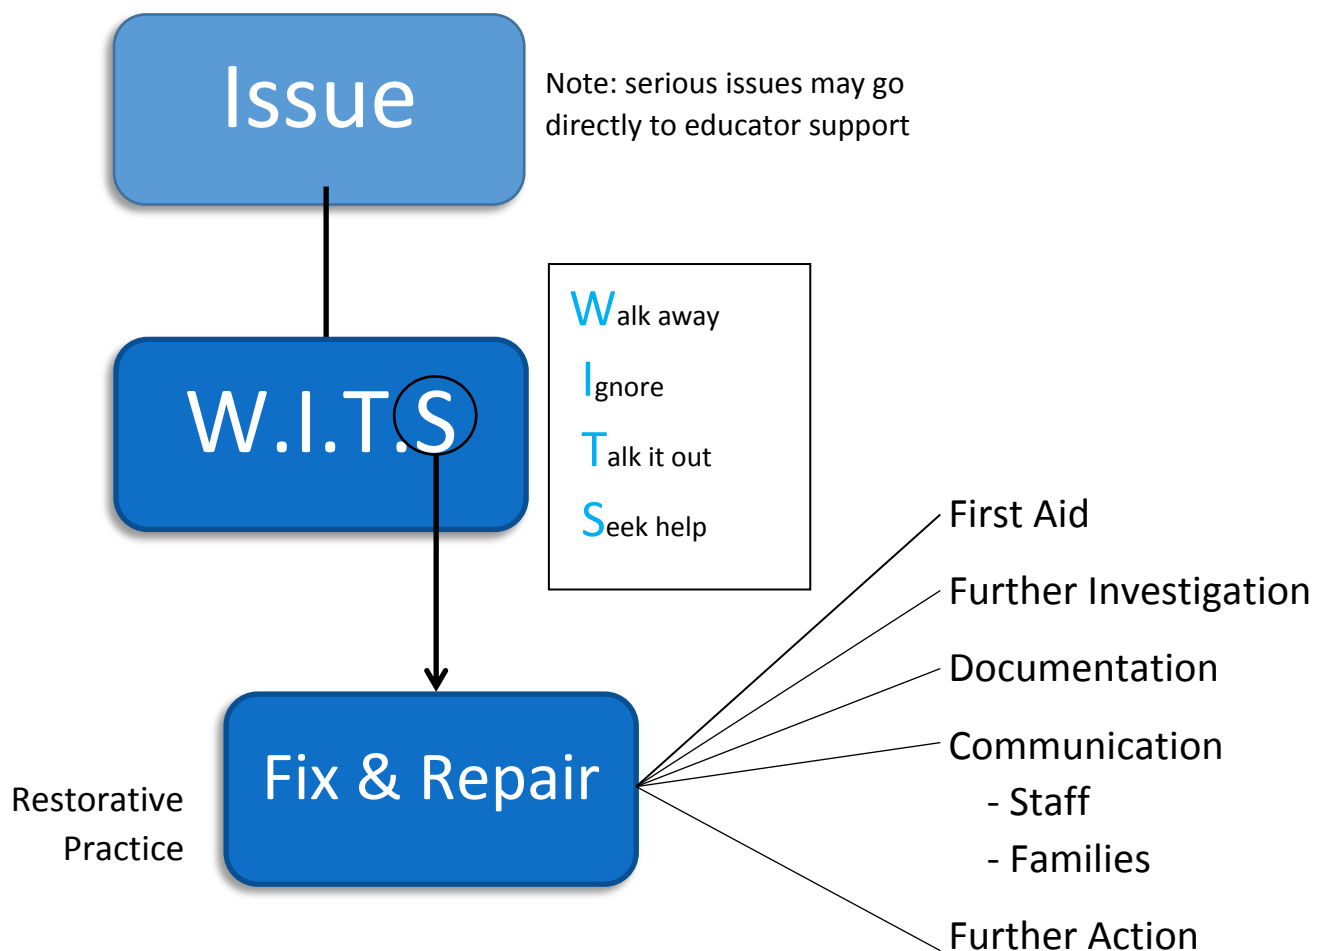 Issue
Note: serious issues may go
directly to educator support
W.I.T.S
Walk away
Ignore
Talk it out
Seek help
Fix & Repair
Restorative
Practice
First Aid
Further Investigation
Documentation
Communication
- Staff
- Families
Further Action